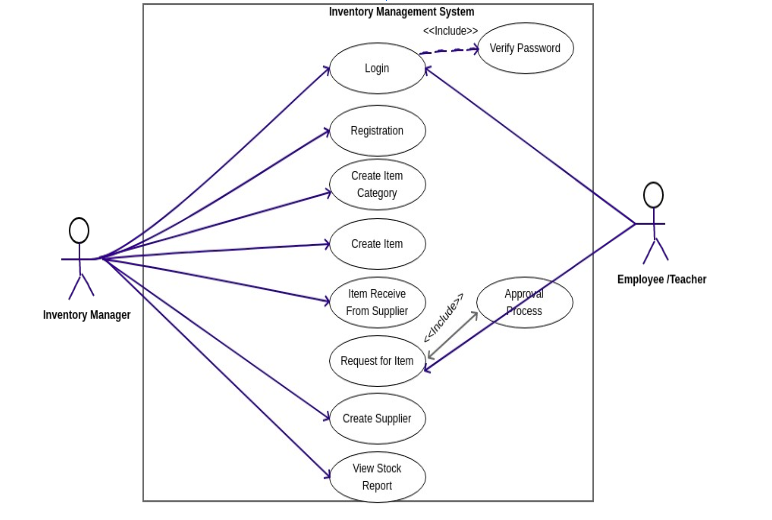 Inventory Management System
<<Include>>
Verify Password
Login
Registration
Create Item
Category
Create Item
Item Receive
From Supplier
<<Include>>
Approval
Process
Request for Item
Create Supplier
View Stock
Report
Inventory Manager
Employee /Teacher